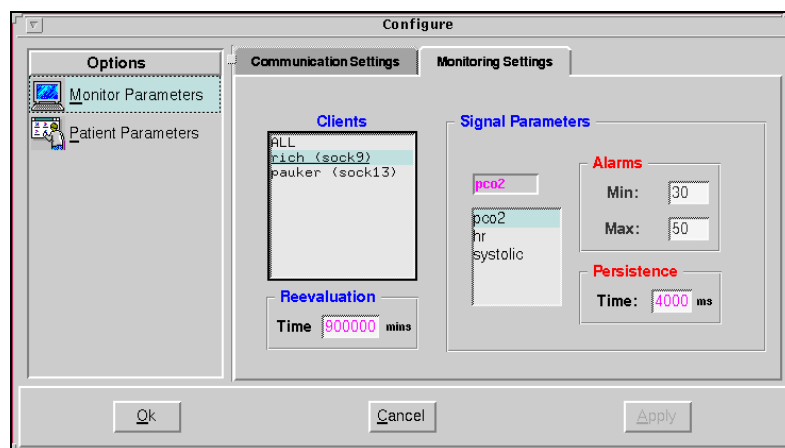 Configure
Options
Monitor Parameters
Patient Parameters
Communication Settings
Monitoring Settings
Clients
ALL
rich (sock9)
pauker (sock13)
Reevaluation
Time 900000 mins
Signal Parameters
pco2
pco2
hr
systolic
Alarms
Min: 30
Max: 50
Persistence
Time: 4000 ms
Ok
Cancel
Apply